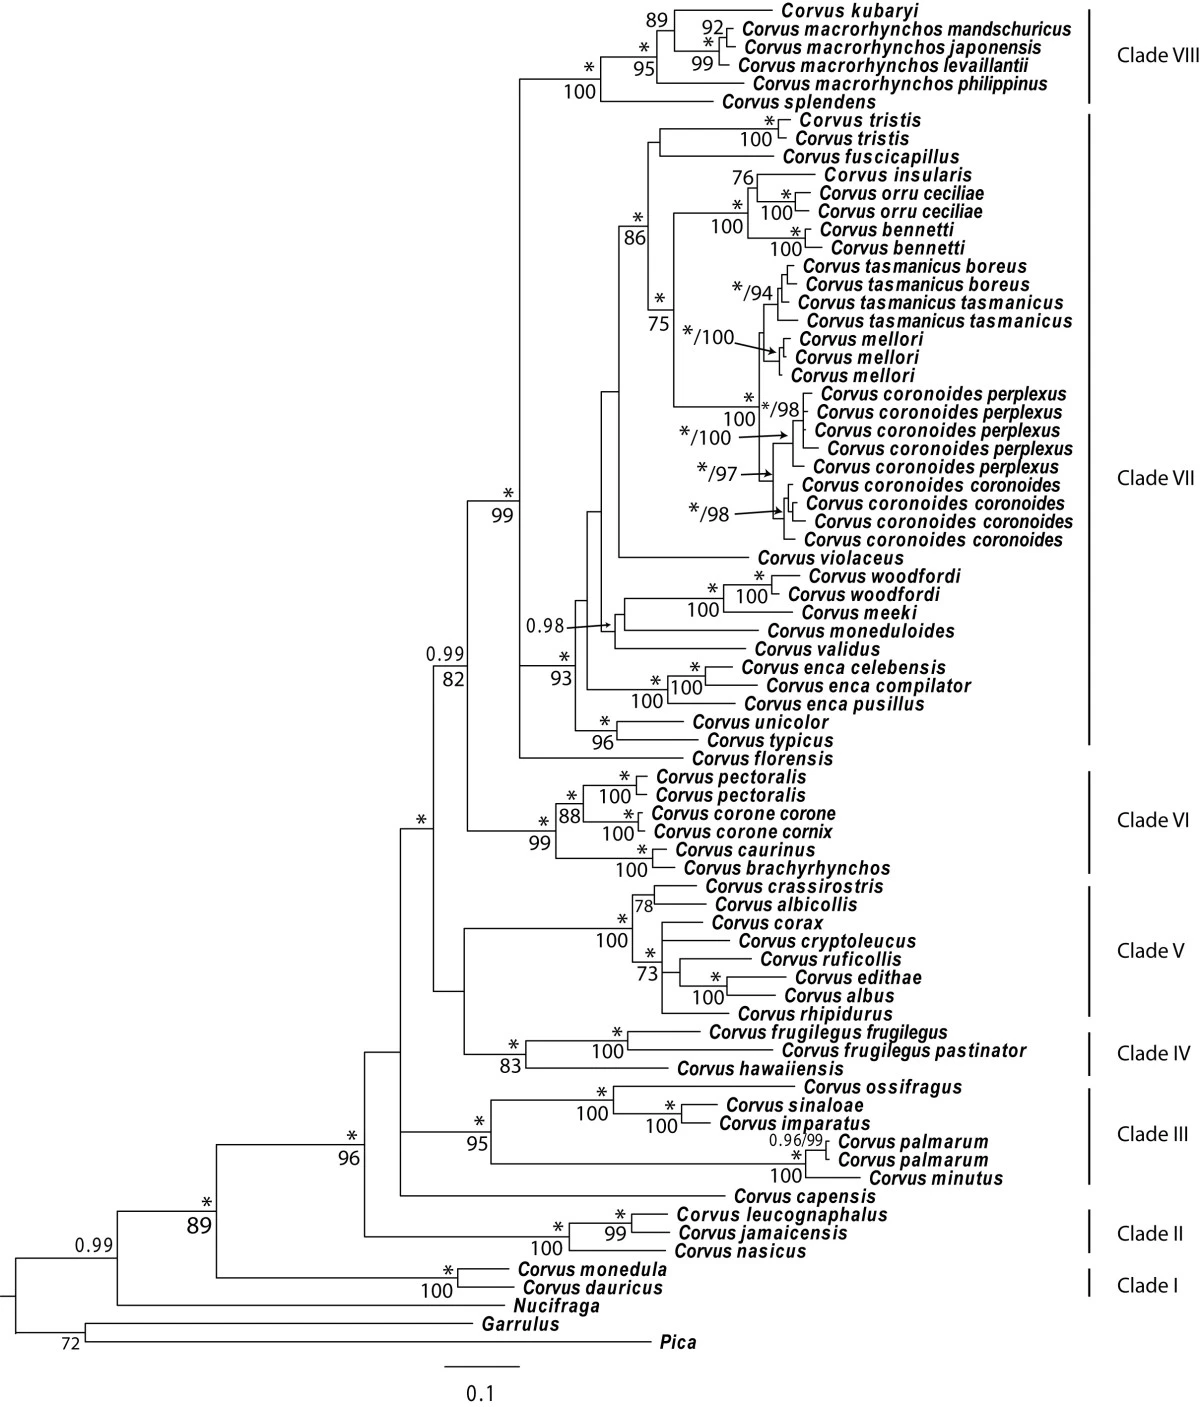 Corvus kubaryi
89
92
Corvus macrorhynchos mandschuricus
*
Corvus macrorhynchos japonensis
*
99
Corvus macrorhynchos levaillantii
Clade VIII
*
95
Corvus macrorhynchos philippinus
100
Corvus splendens
*
Corvus tristis
100
Corvus tristis
Corvus fuscicapillus
76
Corvus insularis
*
Corvus orru ceciliae
*
100
Corvus orru ceciliae
*
86
100
*
Corvus bennetti
100
Corvus bennetti
Corvus tasmanicus boreus
*/94
Corvus tasmanicus boreus
*
Corvus tasmanicus tasmanicus
75
Corvus tasmanicus tasmanicus
*/100
Corvus mellori
Corvus mellori
Corvus mellori
*
100
Corvus coronoides perplexus
*/98
Corvus coronoides perplexus
*/100
Corvus coronoides perplexus
Corvus coronoides perplexus
*/97
Corvus coronoides perplexus
Clade VII
Corvus coronoides coronoides
*
99
Corvus coronoides coronoides
*/98
Corvus coronoides coronoides
Corvus coronoides coronoides
Corvus violaceus
*
Corvus woodfordi
*
100
Corvus woodfordi
100
Corvus meeki
0.98
Corvus moneduloides
Corvus validus
0.99
82
*
93
*
Corvus enca celebensis
*
100
Corvus enca compilator
100
Corvus enca pusillus
*
Corvus unicolor
96
Corvus typicus
Corvus florensis
*
Corvus pectoralis
*
100
Corvus pectoralis
88
*
Corvus corone corone
Clade VI
*
*
100
Corvus corone cornix
99
*
Corvus caurinus
100
Corvus brachyrhynchos
Corvus crassirostris
78
Corvus albicollis
*
100
Corvus corax
Corvus cryptoleucus
Clade V
*
73
Corvus ruficollis
*
Corvus edithae
100
Corvus albus
Corvus rhipidurus
*
Corvus frugilegus frugilegus
*
100
Corvus frugilegus pastinator
Clade IV
83
Corvus hawaiiensis
Corvus ossifragus
*
100
*
Corvus sinaloae
*
100
Corvus imparatus
Clade III
95
0.96/99
Corvus palmarum
*
96
*
Corvus palmarum
100
Corvus minutus
Corvus capensis
*
89
*
Corvus leucognaphalus
*
99
Corvus jamaicensis
Clade II
0.99
100
Corvus nasicus
*
Corvus monedula
100
Corvus dauricus
Clade I
Nucifraga
Garrulus
72
Pica
0.1